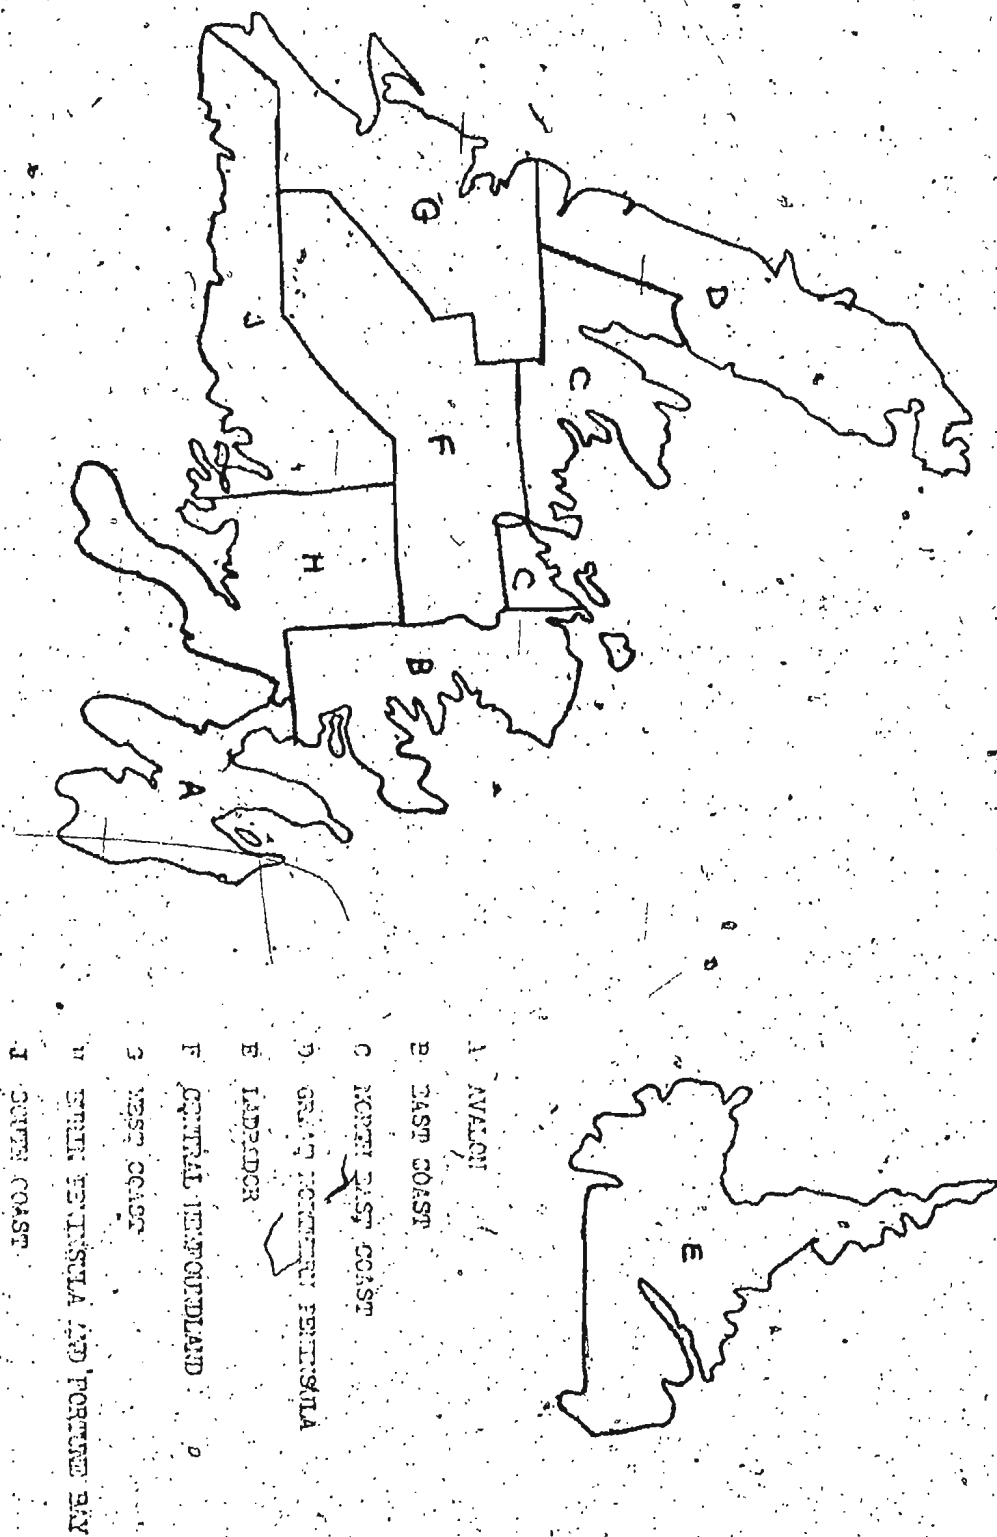 D
G
C
J
F
C
H
B
A
E
A AVALON
B EAST COAST
C NORTH EAST COAST
D GREAT NORTHERN PENINSULA
E LABRADOR
F CENTRAL NEWFOUNDLAND
G WEST COAST
H BURIN PENINSULA AND FORTUNE BAY
J SOUTH COAST